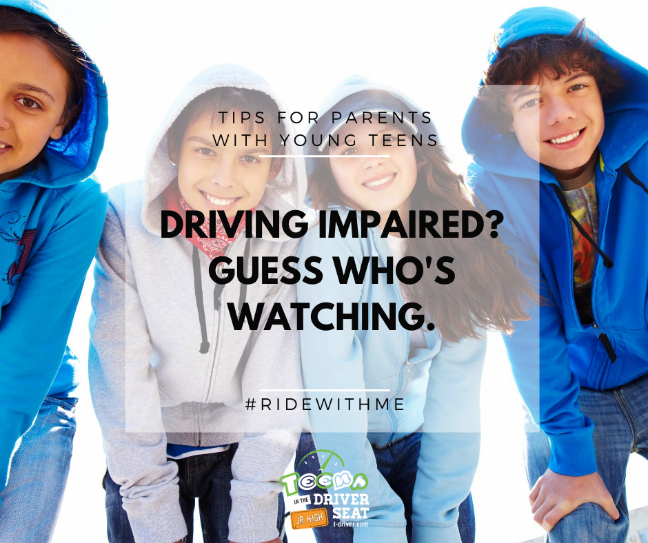 TIPS FOR PARENTS
WITH YOUNG TEENS
DRIVING IMPAIRED?
GUESS WHO'S
WATCHING.
#RIDEWITHME
TEENS
IN THE DRIVER
SEAT
JR HIGH
t-driver.com